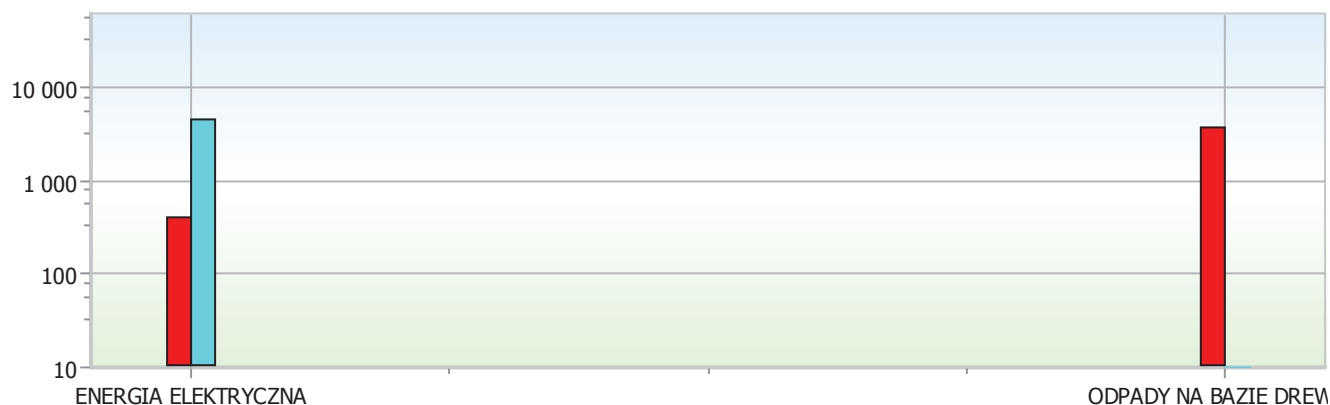 10 000
1 000
100
10
ENERGIA ELEKTRYCZNA
ODPADY NA BAZIE DREW